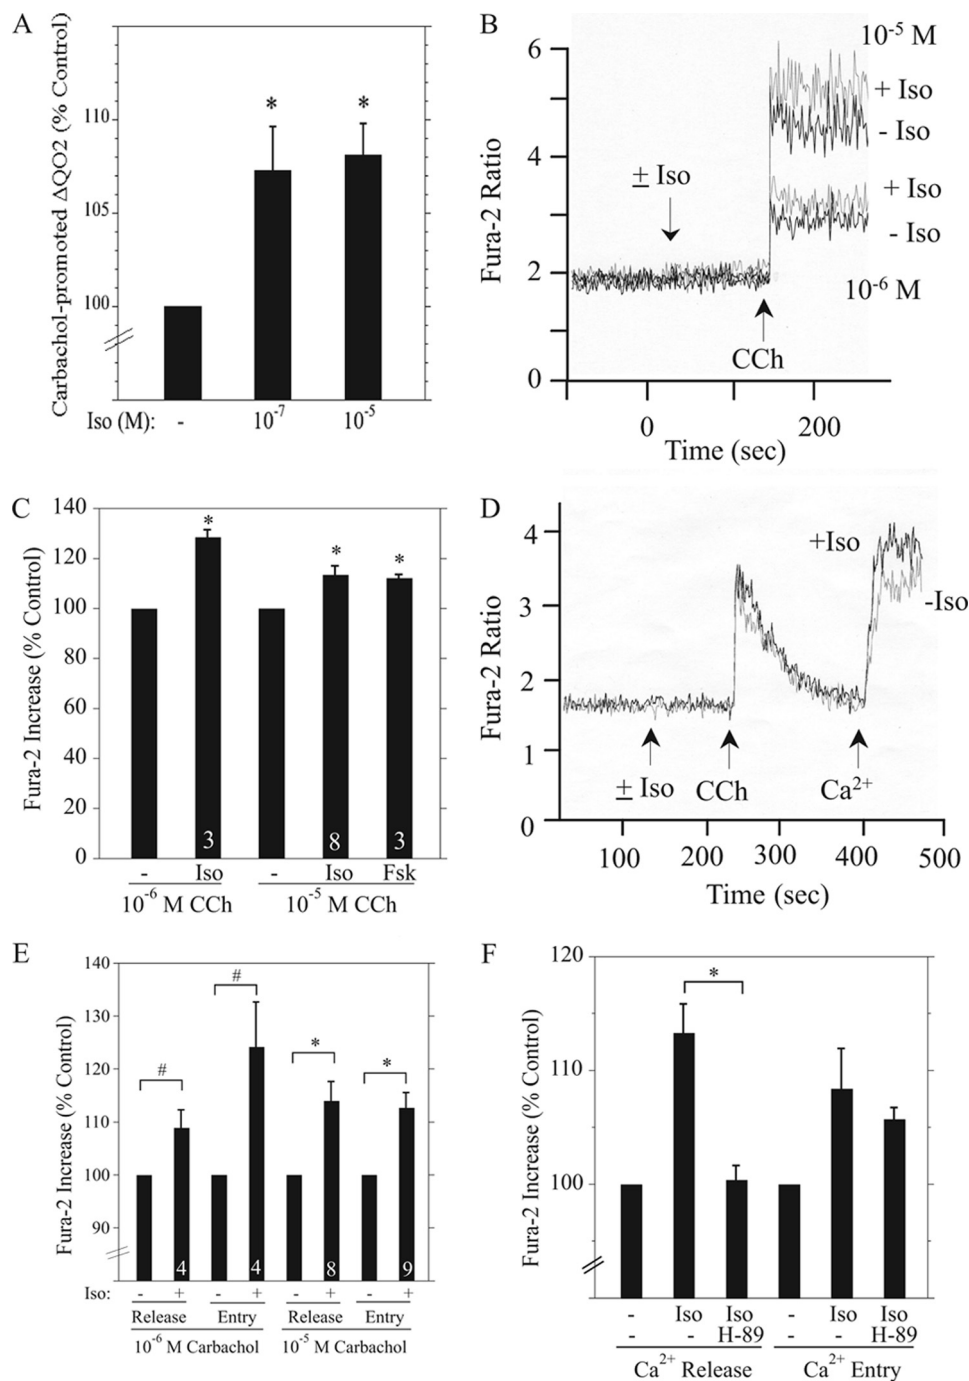 A
Carbachol-promoted ΔQO2 (% Control)
110
105
100
Iso (M): - 10⁻⁷ 10⁻⁵
B
Fura-2 Ratio
6
4
2
0
10⁻⁵ M
+ Iso
- Iso
± Iso
+ Iso
- Iso
10⁻⁶ M
CCh
0 200
Time (sec)
C
Fura-2 Increase (% Control)
140
120
100
80
60
40
20
0
* * *
3 8 3
- Iso - Iso Fsk
10⁻⁶ M CCh 10⁻⁵ M CCh
D
Fura-2 Ratio
4
3
2
1
0
+Iso
-Iso
± Iso CCh Ca²⁺
100 200 300 400 500
Time (sec)
E
Fura-2 Increase (% Control)
140
130
120
110
100
90
# # * *
4 4 8 9
Iso: - + - + - + - +
Release Entry Release Entry
10⁻⁶ M Carbachol 10⁻⁵ M Carbachol
F
Fura-2 Increase (% Control)
120
110
100
*
- Iso Iso - Iso Iso
- - H-89 - - H-89
Ca²⁺ Release Ca²⁺ Entry